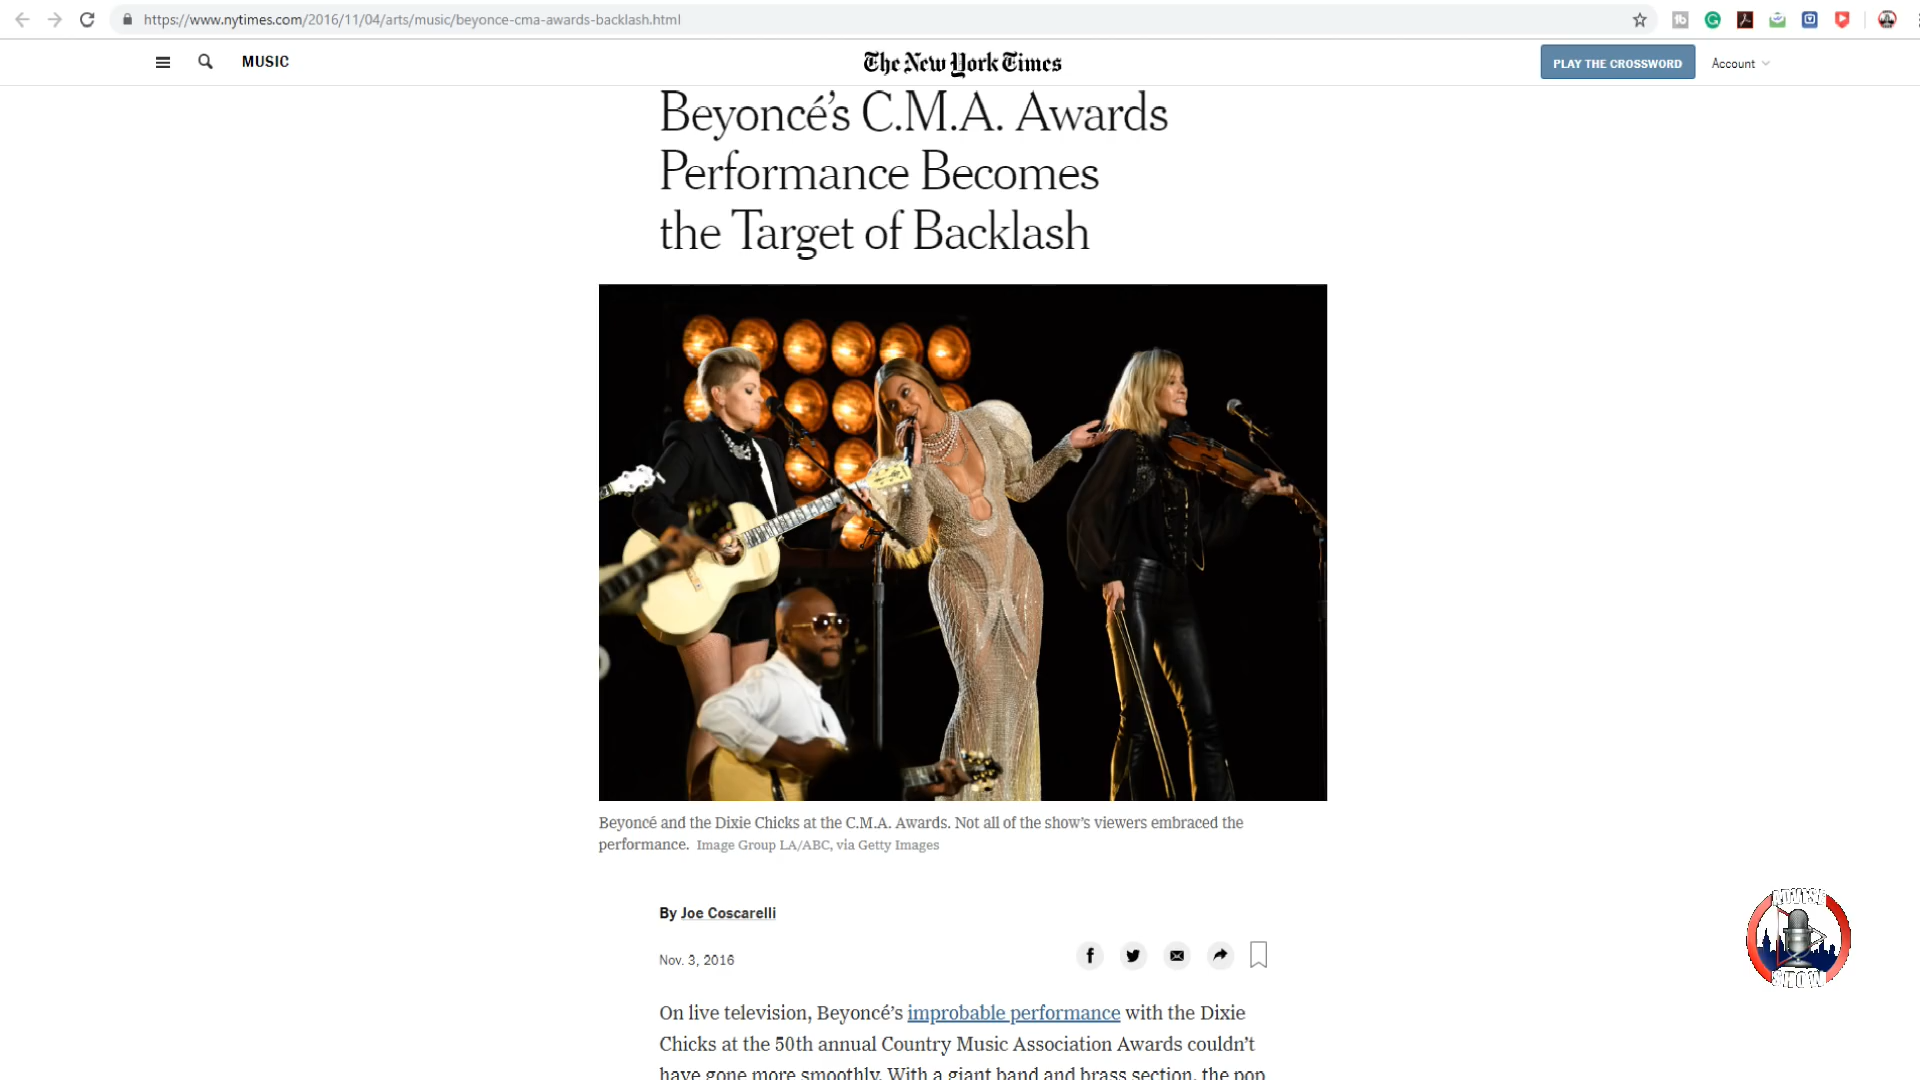 https://www.nytimes.com/2016/11/04/arts/music/beyonce-cma-awards-backlash.html
MUSIC
The New York Times
PLAY THE CROSSWORD
Account
Beyoncé’s C.M.A. Awards
Performance Becomes
the Target of Backlash
Beyoncé and the Dixie Chicks at the C.M.A. Awards. Not all of the show’s viewers embraced the
performance. Image Group LA/ABC, via Getty Images
By Joe Coscarelli
Nov. 3, 2016
On live television, Beyoncé’s improbable performance with the Dixie
Chicks at the 50th annual Country Music Association Awards couldn’t
have gone more smoothly. With a giant band and brass section, the pop
SHOW